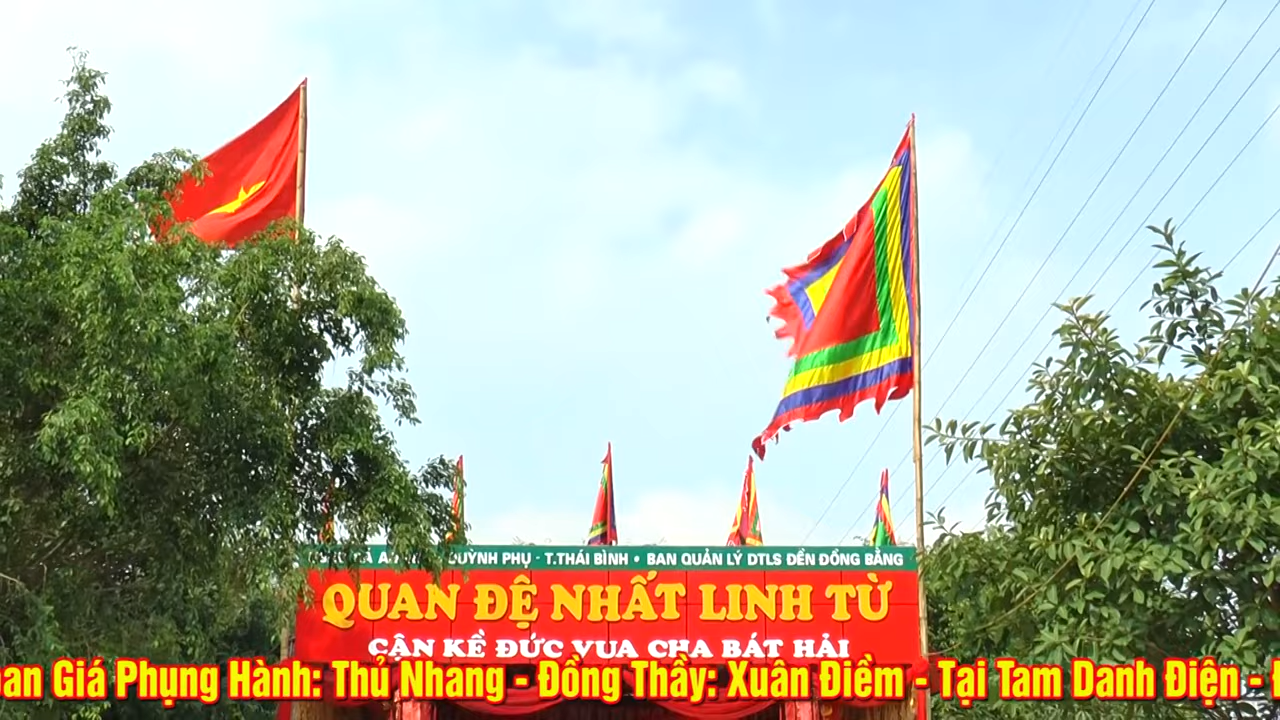 QUỲNH PHỤ - T.THÁI BÌNH • BAN QUẢN LÝ DTLS ĐỀN ĐỒNG BẰNG
QUAN ĐỆ NHẤT LINH TỪ
CẬN KỀ ĐỨC VUA CHA BÁT HẢI
Giá Phụng Hành: Thủ Nhang - Đồng Thầy: Xuân Điềm - Tại Tam Danh Điện -